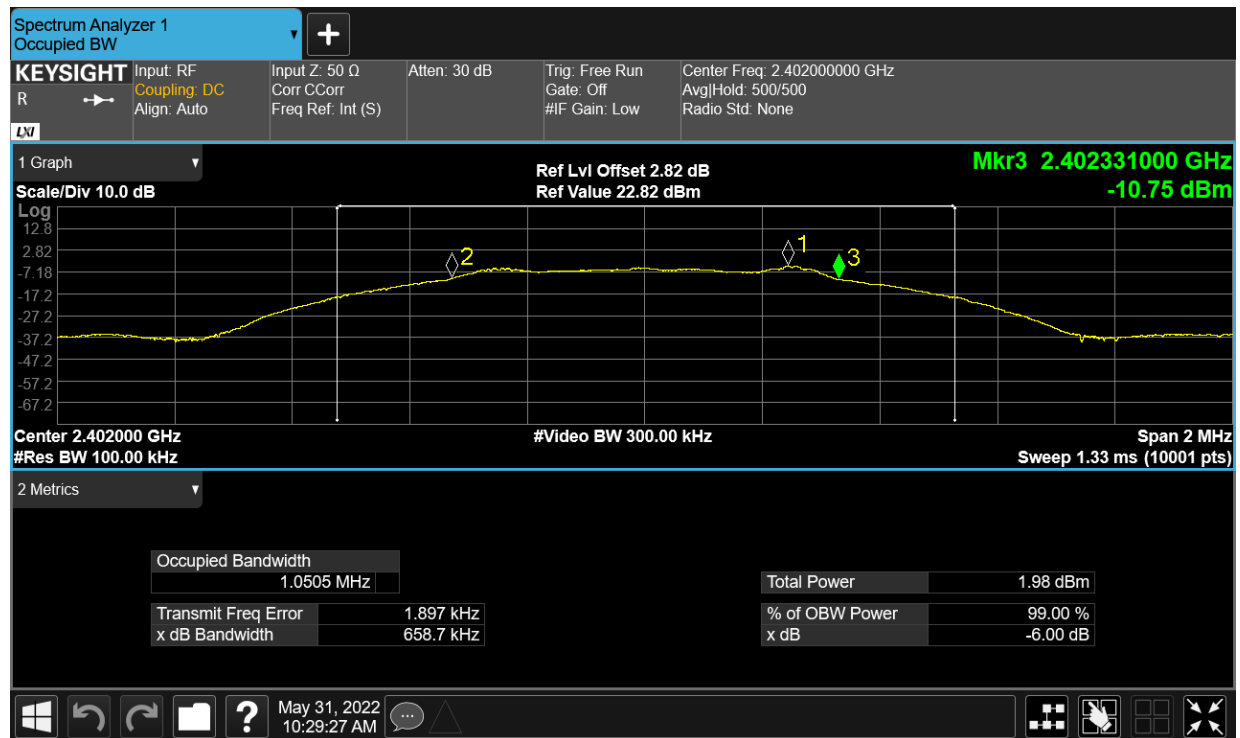 Spectrum Analyzer 1
Occupied BW
KEYSIGHT Input: RF Input Z: 50 Ω Atten: 30 dB Trig: Free Run Center Freq: 2.402000000 GHz
R Coupling: DC Corr CCorr Gate: Off Avg|Hold: 500/500
Align: Auto Freq Ref: Int (S) #IF Gain: Low Radio Std: None
LXI
1 Graph Ref Lvl Offset 2.82 dB Mkr3 2.402331000 GHz
Scale/Div 10.0 dB Ref Value 22.82 dBm -10.75 dBm
Log
12.8
2.82
-7.18
-17.2
-27.2
-37.2
-47.2
-57.2
-67.2
2
1
3
Center 2.402000 GHz #Video BW 300.00 kHz Span 2 MHz
#Res BW 100.00 kHz Sweep 1.33 ms (10001 pts)
2 Metrics
Occupied Bandwidth
1.0505 MHz Total Power 1.98 dBm
Transmit Freq Error 1.897 kHz % of OBW Power 99.00 %
x dB Bandwidth 658.7 kHz x dB -6.00 dB
? May 31, 2022
10:29:27 AM